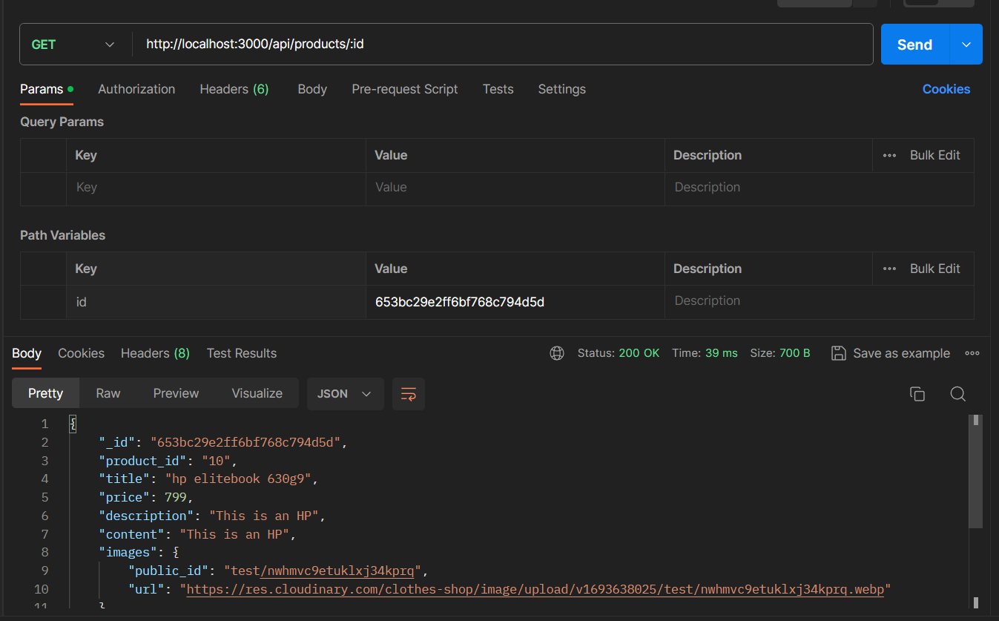 GET http://localhost:3000/api/products/:id Send
Params Authorization Headers (6) Body Pre-request Script Tests Settings Cookies
Query Params
Key Value Description Bulk Edit
Key Value Description
Path Variables
Key Value Description Bulk Edit
id 653bc29e2ff6bf768c794d5d Description
Body Cookies Headers (8) Test Results Status: 200 OK Time: 39 ms Size: 700 B Save as example
Pretty Raw Preview Visualize JSON
1 {
2 "_id": "653bc29e2ff6bf768c794d5d",
3 "product_id": "10",
4 "title": "hp elitebook 630g9",
5 "price": 799,
6 "description": "This is an HP",
7 "content": "This is an HP",
8 "images": {
9 "public_id": "test/nwhmvc9etuklxj34kprq",
10 "url": "https://res.cloudinary.com/clothes-shop/image/upload/v1693638025/test/nwhmvc9etuklxj34kprq.webp"
11 }